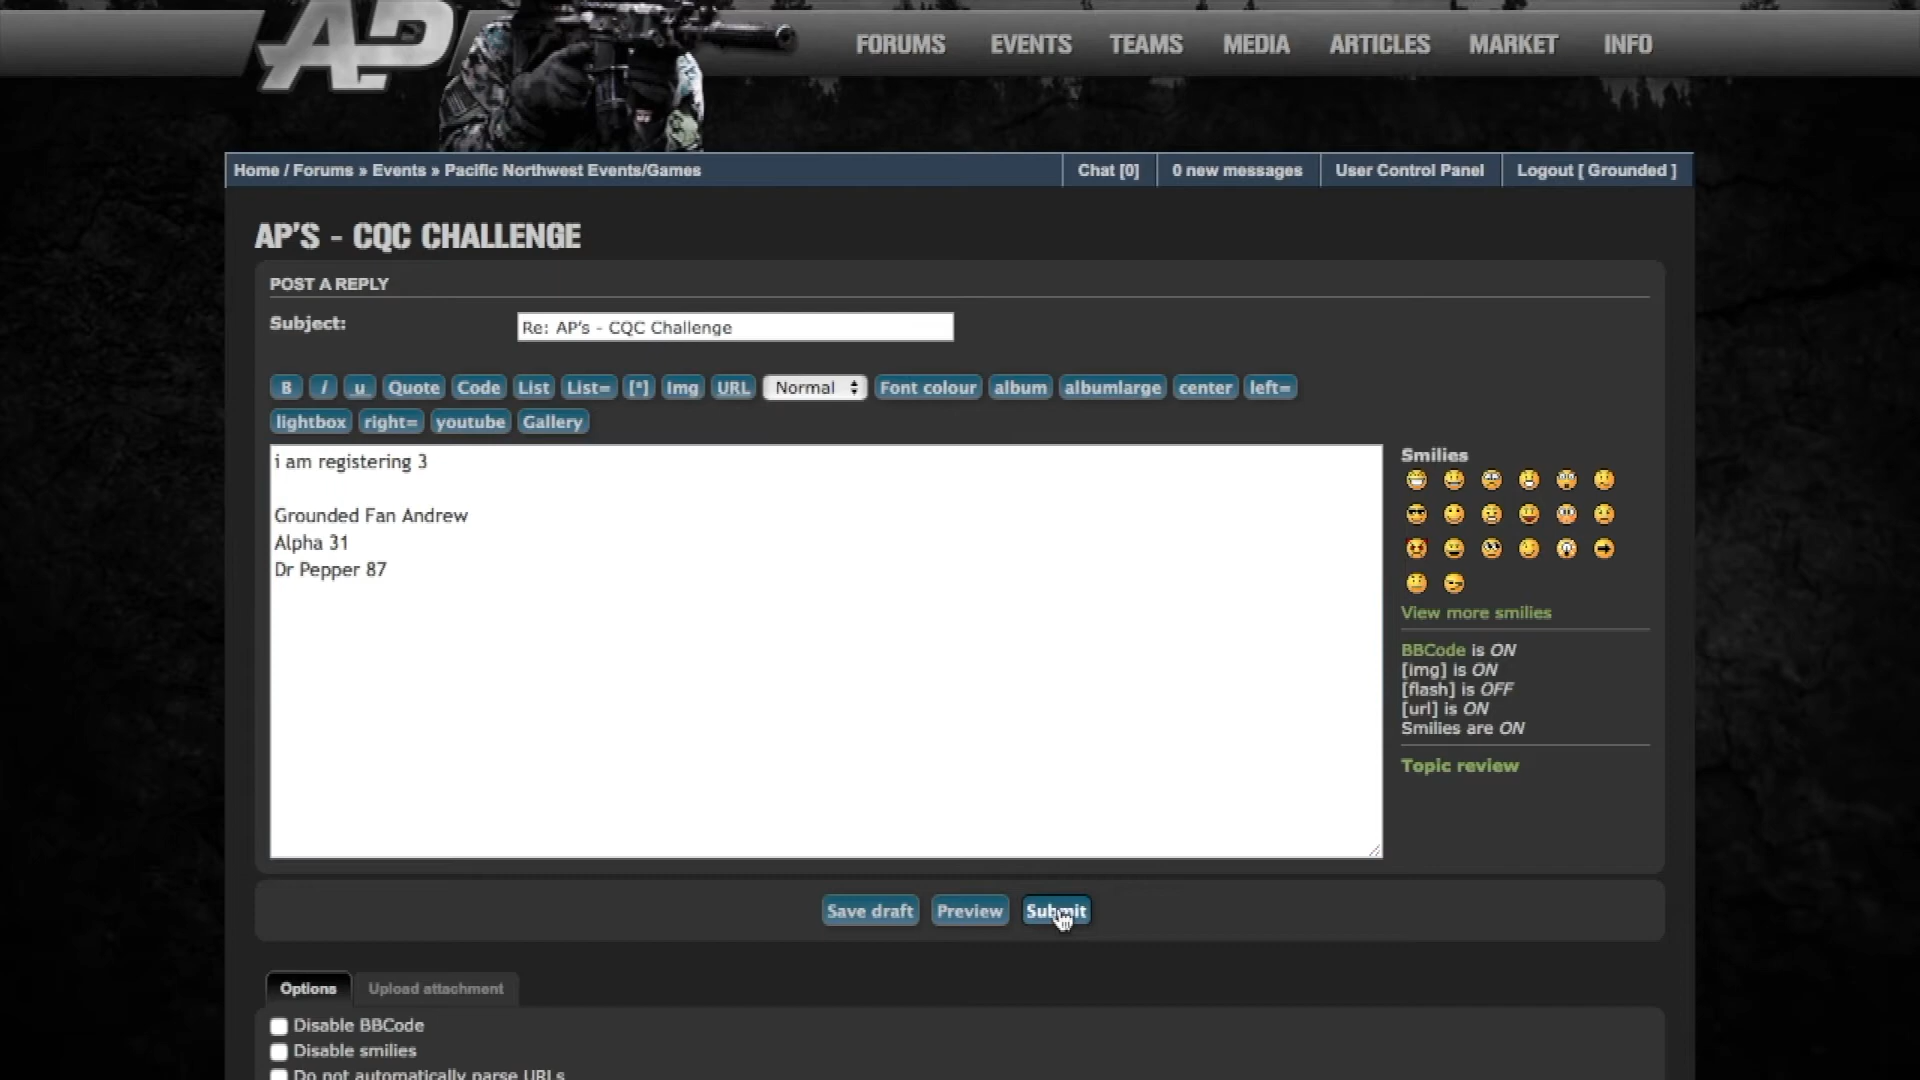 AP
FORUMS EVENTS TEAMS MEDIA ARTICLES MARKET INFO
Home / Forums » Events » Pacific Northwest Events/Games Chat [0] 0 new messages User Control Panel Logout [ Grounded ]
AP'S - CQC CHALLENGE
POST A REPLY
Subject: Re: AP's - CQC Challenge
B i u Quote Code List List= [*] Img URL Normal Font colour album albumlarge center left=
lightbox right= youtube Gallery
i am registering 3
Grounded Fan Andrew
Alpha 31
Dr Pepper 87
Smilies
View more smilies
BBCode is ON
[img] is ON
[flash] is OFF
[url] is ON
Smilies are ON
Topic review
Save draft Preview Submit
Options Upload attachment
Disable BBCode
Disable smilies
Do not automatically parse URLs